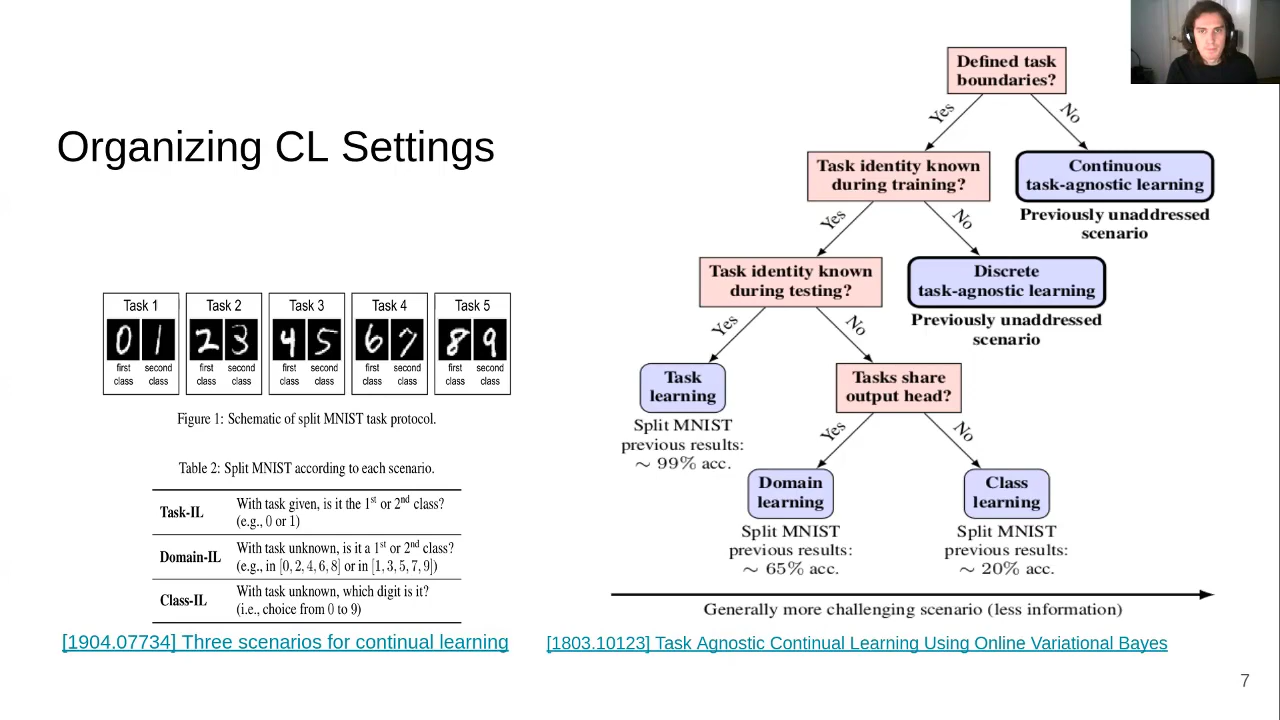 Organizing CL Settings
Task 1
Task 2
Task 3
Task 4
Task 5
0 1
2 3
4 5
6 7
8 9
first
class
second
class
first
class
second
class
first
class
second
class
first
class
second
class
first
class
second
class
Figure 1: Schematic of split MNIST task protocol.
Table 2: Split MNIST according to each scenario.
Task-IL With task given, is it the 1st or 2nd class?
(e.g., 0 or 1)
Domain-IL With task unknown, is it a 1st or 2nd class?
(e.g., in [0, 2, 4, 6, 8] or in [1, 3, 5, 7, 9])
Class-IL With task unknown, which digit is it?
(i.e., choice from 0 to 9)
[1904.07734] Three scenarios for continual learning
Defined task
boundaries?
Yes
No
Task identity known
during training?
Continuous
task-agnostic learning
Previously unaddressed
scenario
Yes
No
Task identity known
during testing?
Discrete
task-agnostic learning
Previously unaddressed
scenario
Yes
No
Task
learning
Split MNIST
previous results:
~ 99% acc.
Tasks share
output head?
Yes
No
Domain
learning
Split MNIST
previous results:
~ 65% acc.
Class
learning
Split MNIST
previous results:
~ 20% acc.
Generally more challenging scenario (less information)
[1803.10123] Task Agnostic Continual Learning Using Online Variational Bayes
7